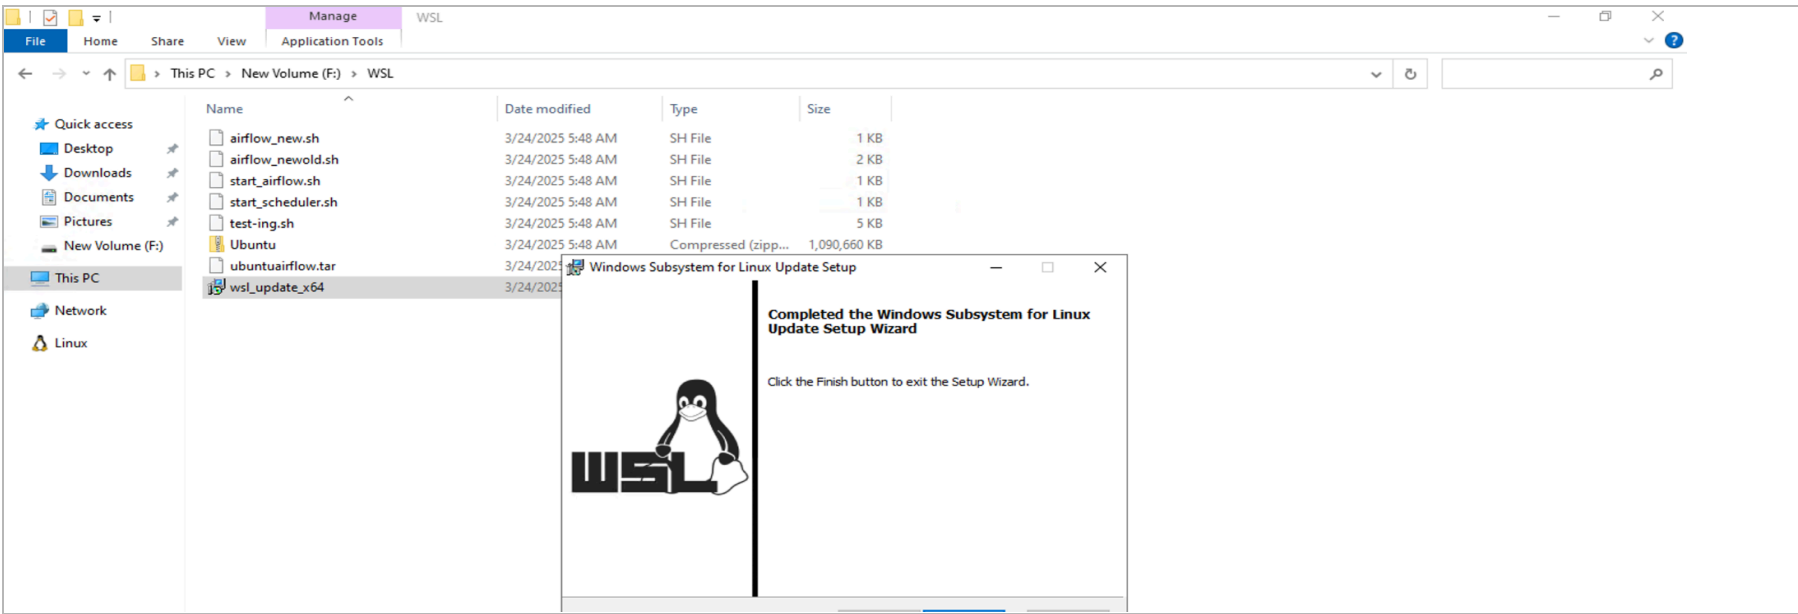 Manage WSL
File Home Share View Application Tools
This PC New Volume (F:) WSL
Name Date modified Type Size
Quick access
Desktop
Downloads
Documents
Pictures
New Volume (F:)
This PC
Network
Linux
airflow_new.sh 3/24/2025 5:48 AM SH File 1 KB
airflow_newold.sh 3/24/2025 5:48 AM SH File 2 KB
start_airflow.sh 3/24/2025 5:48 AM SH File 1 KB
start_scheduler.sh 3/24/2025 5:48 AM SH File 1 KB
test-ing.sh 3/24/2025 5:48 AM SH File 5 KB
Ubuntu 3/24/2025 5:48 AM Compressed (zipp... 1,090,660 KB
ubuntuairflow.tar 3/24/2025
wsl_update_x64 3/24/2025
Windows Subsystem for Linux Update Setup
Completed the Windows Subsystem for Linux
Update Setup Wizard
Click the Finish button to exit the Setup Wizard.
WSL